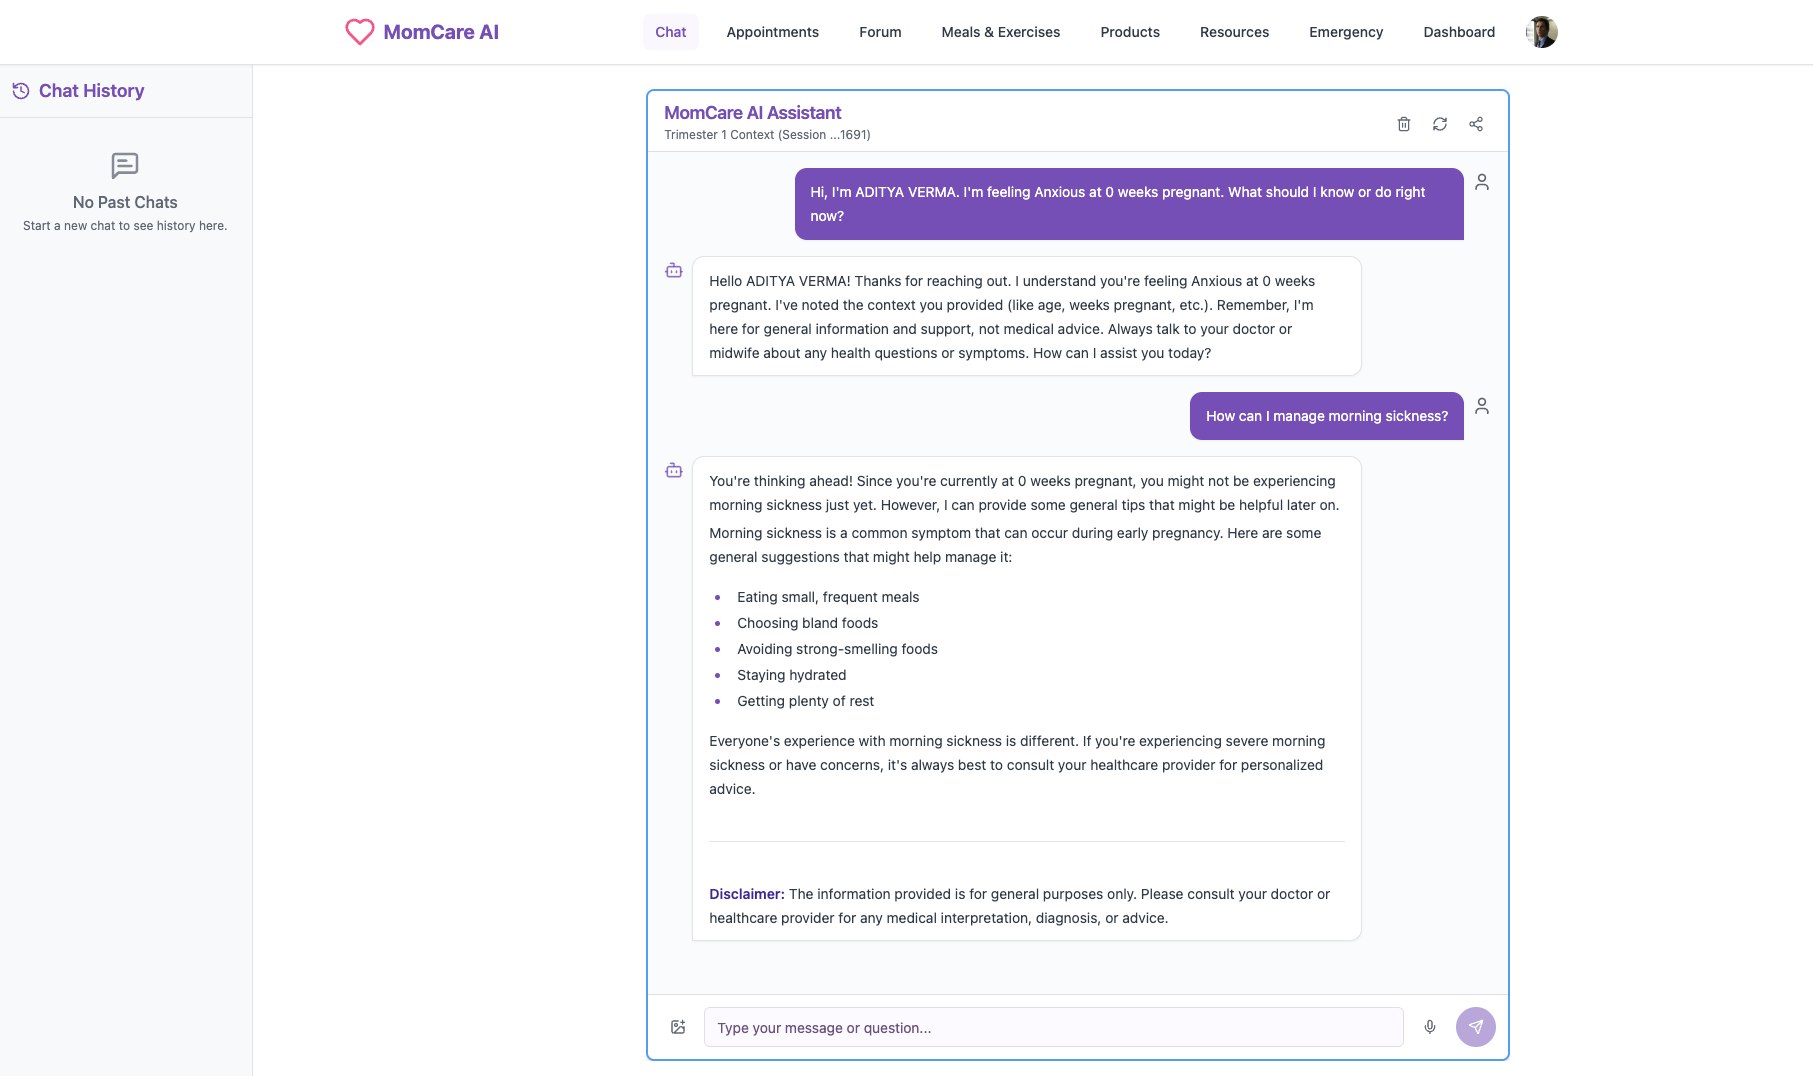 MomCare AI
Chat
Appointments
Forum
Meals & Exercises
Products
Resources
Emergency
Dashboard
Chat History
No Past Chats
Start a new chat to see history here.
MomCare AI Assistant
Trimester 1 Context (Session ...1691)
Hi, I'm ADITYA VERMA. I'm feeling Anxious at 0 weeks pregnant. What should I know or do right
now?
Hello ADITYA VERMA! Thanks for reaching out. I understand you're feeling Anxious at 0 weeks
pregnant. I've noted the context you provided (like age, weeks pregnant, etc.). Remember, I'm
here for general information and support, not medical advice. Always talk to your doctor or
midwife about any health questions or symptoms. How can I assist you today?
How can I manage morning sickness?
You're thinking ahead! Since you're currently at 0 weeks pregnant, you might not be experiencing
morning sickness just yet. However, I can provide some general tips that might be helpful later on.
Morning sickness is a common symptom that can occur during early pregnancy. Here are some
general suggestions that might help manage it:
• Eating small, frequent meals
• Choosing bland foods
• Avoiding strong-smelling foods
• Staying hydrated
• Getting plenty of rest
Everyone's experience with morning sickness is different. If you're experiencing severe morning
sickness or have concerns, it's always best to consult your healthcare provider for personalized
advice.
Disclaimer: The information provided is for general purposes only. Please consult your doctor or
healthcare provider for any medical interpretation, diagnosis, or advice.
Type your message or question...